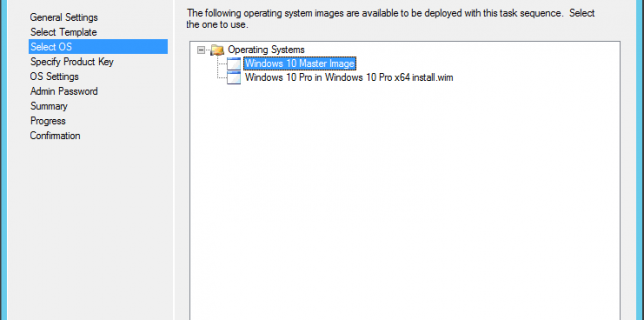 General Settings
Select Template
Select OS
Specify Product Key
OS Settings
Admin Password
Summary
Progress
Confirmation
The following operating system images are available to be deployed with this task sequence.  Select
the one to use.
Operating Systems
Windows 10 Master Image
Windows 10 Pro in Windows 10 Pro x64 install.wim